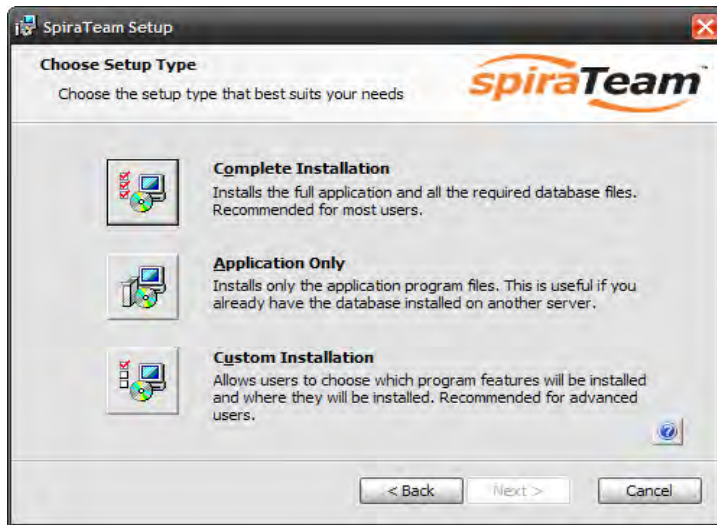 SpiraTeam Setup
Choose Setup Type
Choose the setup type that best suits your needs
spiraTeam™
Complete Installation
Installs the full application and all the required database files.
Recommended for most users.
Application Only
Installs only the application program files. This is useful if you
already have the database installed on another server.
Custom Installation
Allows users to choose which program features will be installed
and where they will be installed. Recommended for advanced
users.
< Back
Next >
Cancel